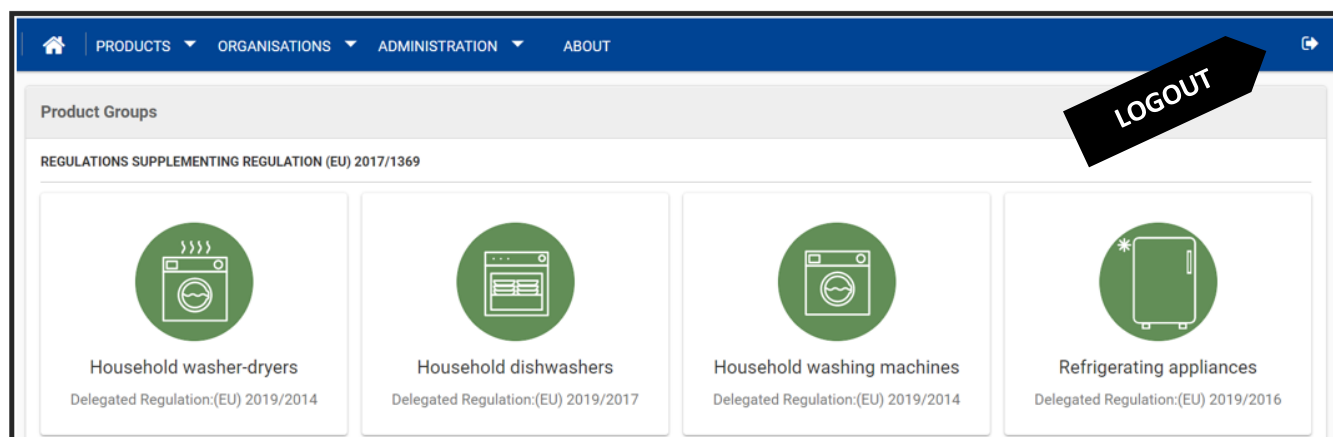 PRODUCTS ORGANISATIONS ADMINISTRATION ABOUT
LOGOUT
Product Groups
REGULATIONS SUPPLEMENTING REGULATION (EU) 2017/1369
Household washer-dryers
Delegated Regulation:(EU) 2019/2014
Household dishwashers
Delegated Regulation:(EU) 2019/2017
Household washing machines
Delegated Regulation:(EU) 2019/2014
Refrigerating appliances
Delegated Regulation:(EU) 2019/2016